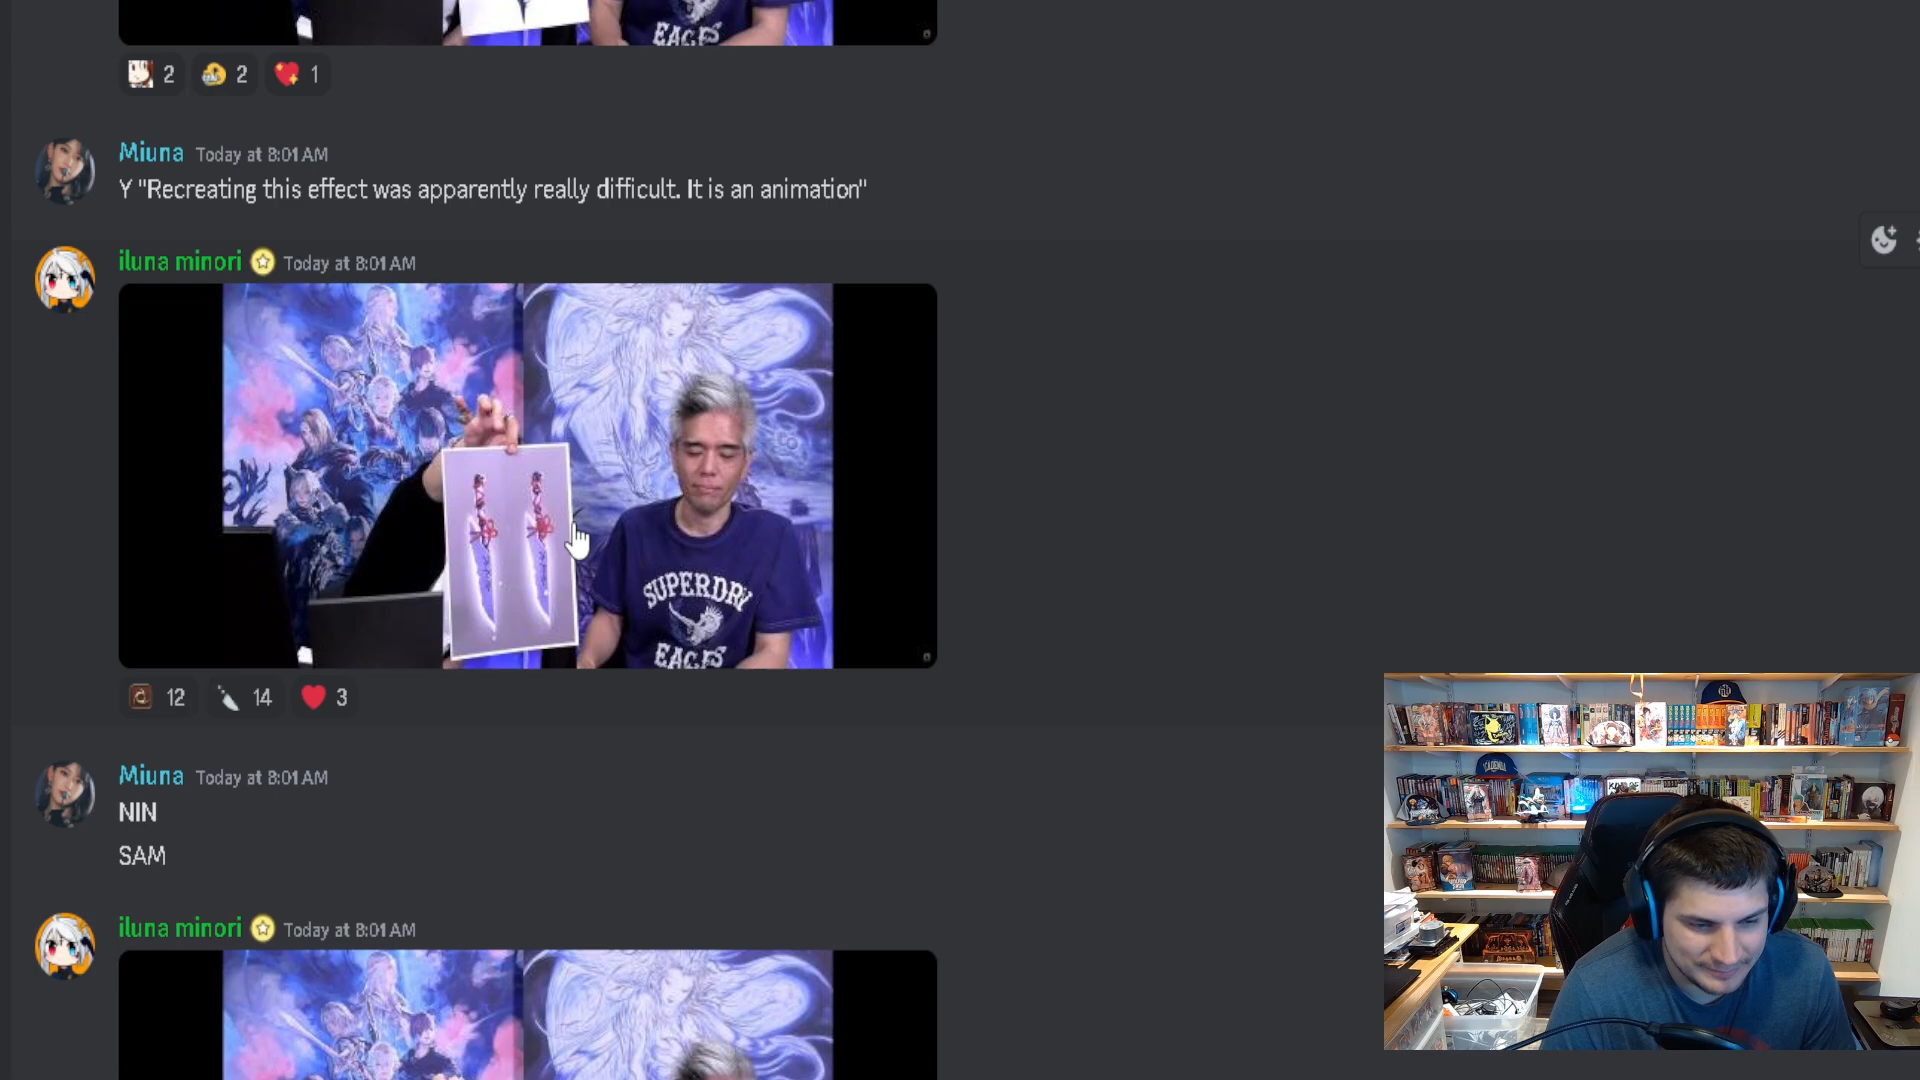 EAGES
2
2
1
Miuna Today at 8:01 AM
Y "Recreating this effect was apparently really difficult. It is an animation"
iluna minori Today at 8:01 AM
SUPERDRY
EAGES
12
14
3
Miuna Today at 8:01 AM
NIN
SAM
iluna minori Today at 8:01 AM